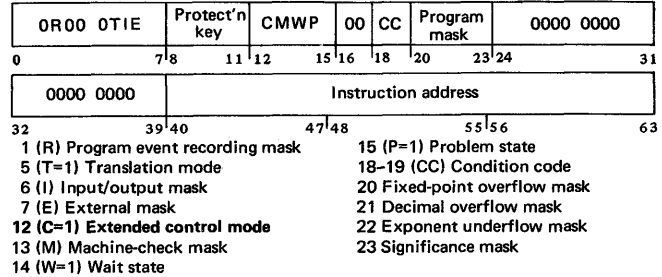 0R00 0TIE Protect'n key CMWP 00 CC Program mask 0000 0000
0 7 8 11 12 15 16 18 20 23 24 31
0000 0000 Instruction address
32 39 40 47 48 55 56 63
1 (R) Program event recording mask
5 (T=1) Translation mode
6 (I) Input/output mask
7 (E) External mask
12 (C=1) Extended control mode
13 (M) Machine-check mask
14 (W=1) Wait state
15 (P=1) Problem state
18–19 (CC) Condition code
20 Fixed-point overflow mask
21 Decimal overflow mask
22 Exponent underflow mask
23 Significance mask